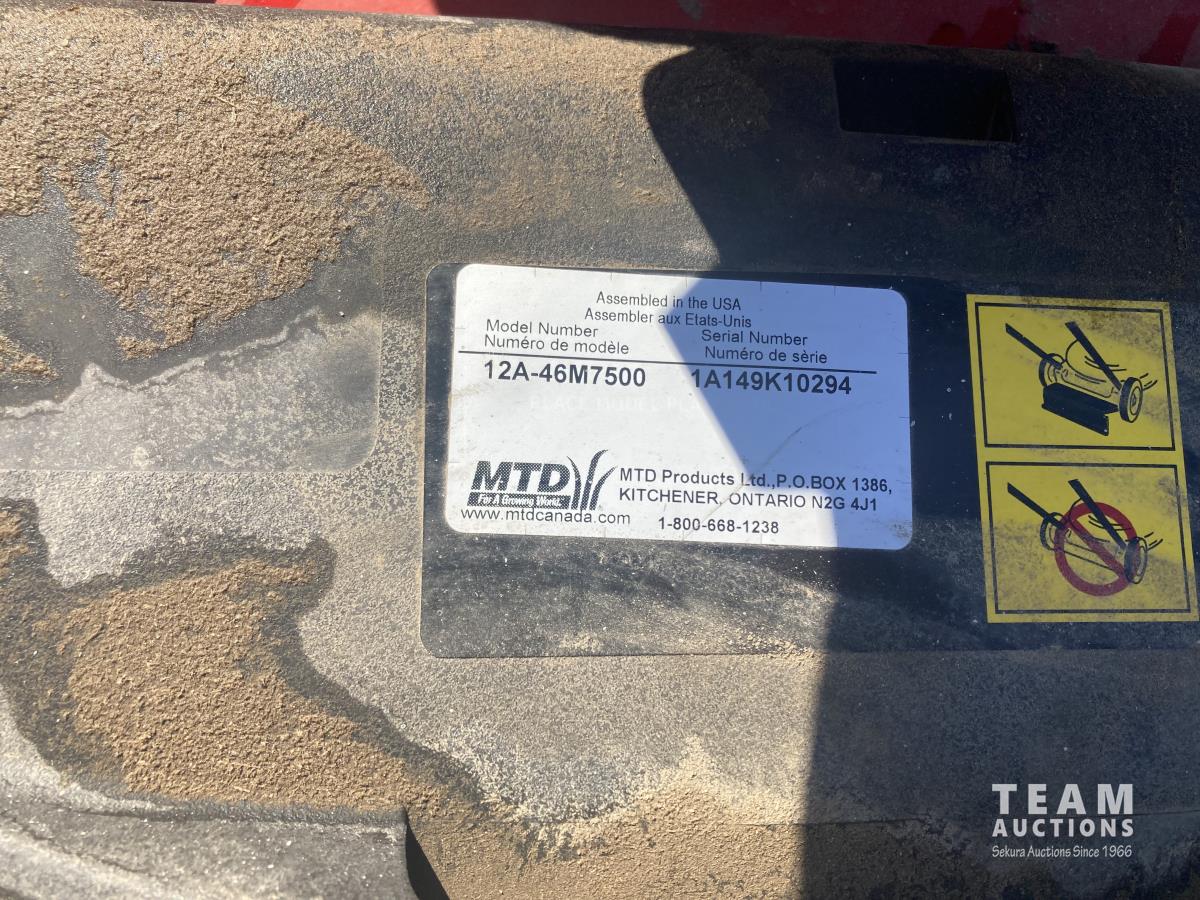 Assembled in the USA
Assembler aux Etats-Unis
Model Number Serial Number
Numéro de modèle Numéro de sèrie
12A-46M7500 1A149K10294
MTD
For A Growing World.
MTD Products Ltd.,P.O.BOX 1386,
KITCHENER, ONTARIO N2G 4J1
www.mtdcanada.com 1-800-668-1238
TEAM
AUCTIONS
Sekura Auctions Since 1966